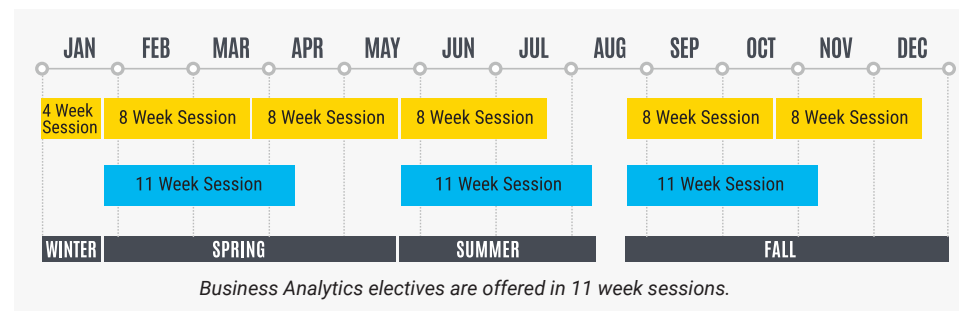 JAN FEB MAR APR MAY JUN JUL AUG SEP OCT NOV DEC
4 Week
Session
8 Week Session 8 Week Session 8 Week Session 8 Week Session 8 Week Session
11 Week Session 11 Week Session 11 Week Session
WINTER SPRING SUMMER FALL
Business Analytics electives are offered in 11 week sessions.